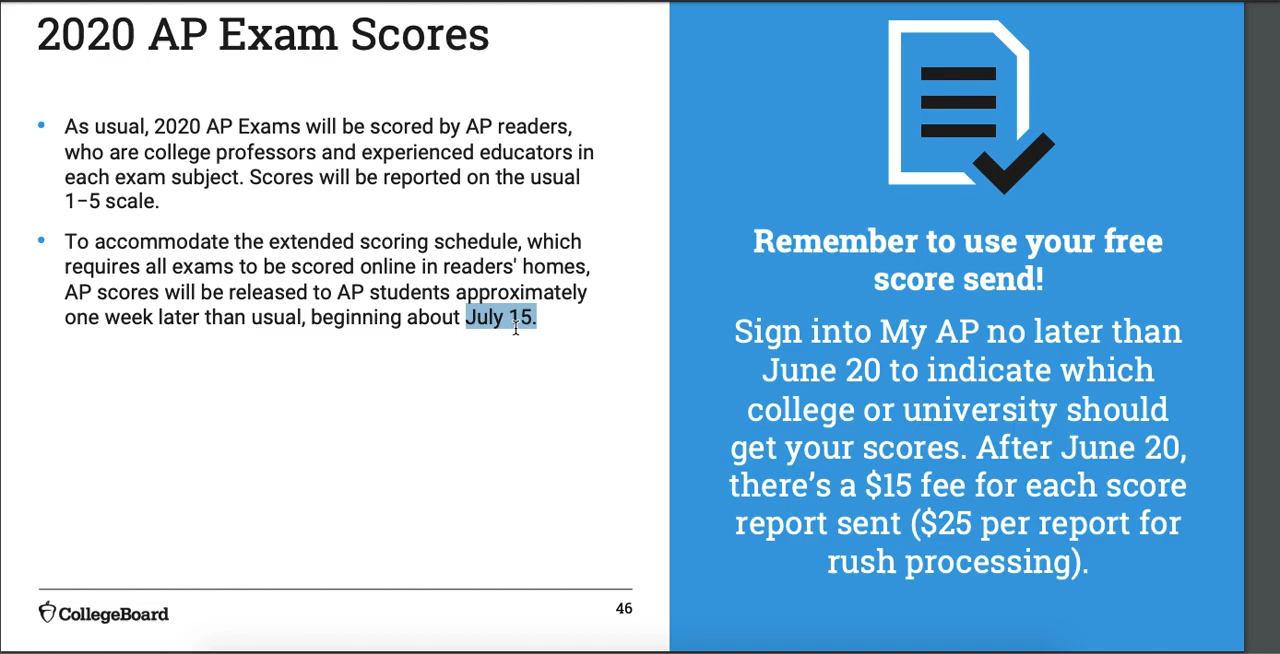 2020 AP Exam Scores
As usual, 2020 AP Exams will be scored by AP readers,
who are college professors and experienced educators in
each exam subject. Scores will be reported on the usual
1–5 scale.
To accommodate the extended scoring schedule, which
requires all exams to be scored online in readers' homes,
AP scores will be released to AP students approximately
one week later than usual, beginning about July 15.
CollegeBoard
46
Remember to use your free
score send!
Sign into My AP no later than
June 20 to indicate which
college or university should
get your scores. After June 20,
there’s a $15 fee for each score
report sent ($25 per report for
rush processing).